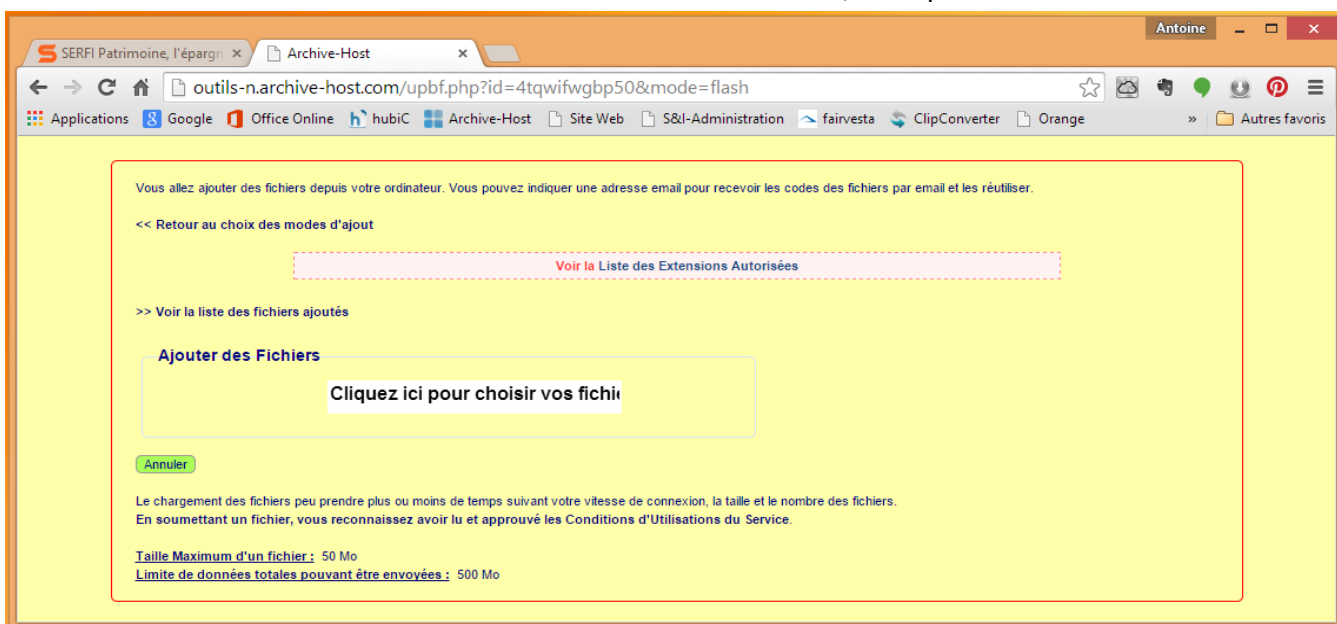 Antoine
SERFI Patrimoine, l'épargn
Archive-Host
outils-n.archive-host.com/upbf.php?id=4tqwifwgbp50&mode=flash
Applications Google Office Online hubiC Archive-Host Site Web S&I-Administration fairvesta ClipConverter Orange » Autres favoris
Vous allez ajouter des fichiers depuis votre ordinateur. Vous pouvez indiquer une adresse email pour recevoir les codes des fichiers par email et les réutiliser.
<< Retour au choix des modes d'ajout
Voir la Liste des Extensions Autorisées
>> Voir la liste des fichiers ajoutés
Ajouter des Fichiers
Cliquez ici pour choisir vos fichi
Annuler
Le chargement des fichiers peu prendre plus ou moins de temps suivant votre vitesse de connexion, la taille et le nombre des fichiers.
En soumettant un fichier, vous reconnaissez avoir lu et approuvé les Conditions d'Utilisations du Service.
Taille Maximum d'un fichier : 50 Mo
Limite de données totales pouvant être envoyées : 500 Mo